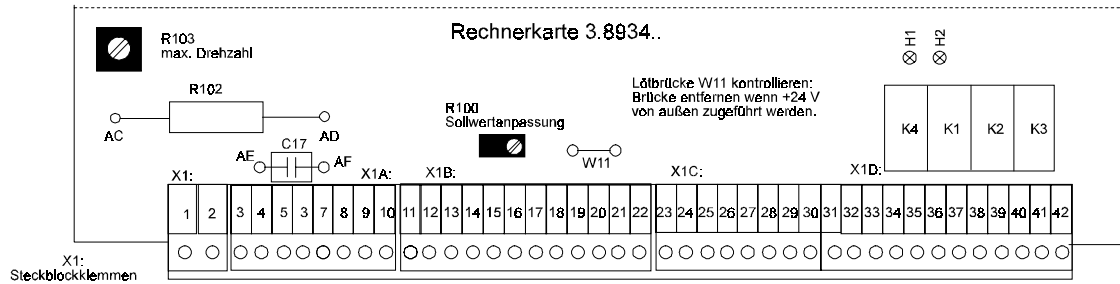 Rechnerkarte 3.8934..
R103
max. Drehzahl
H1
H2
R102
R100
Sollwertanpassung
Lötbrücke W11 kontrollieren:
Brücke entfernen wenn +24 V
von außen zugeführt werden.
K4 K1 K2 K3
AC
AD
C17
AE
AF
W11
X1:
X1A:
X1B:
X1C:
X1D:
1 2 3 4 5 3 7 8 9 10 11 12 13 14 15 16 17 18 19 20 21 22 23 24 25 26 27 28 29 30 31 32 33 34 35 36 37 38 39 40 41 42
X1:
Steckblockklemmen